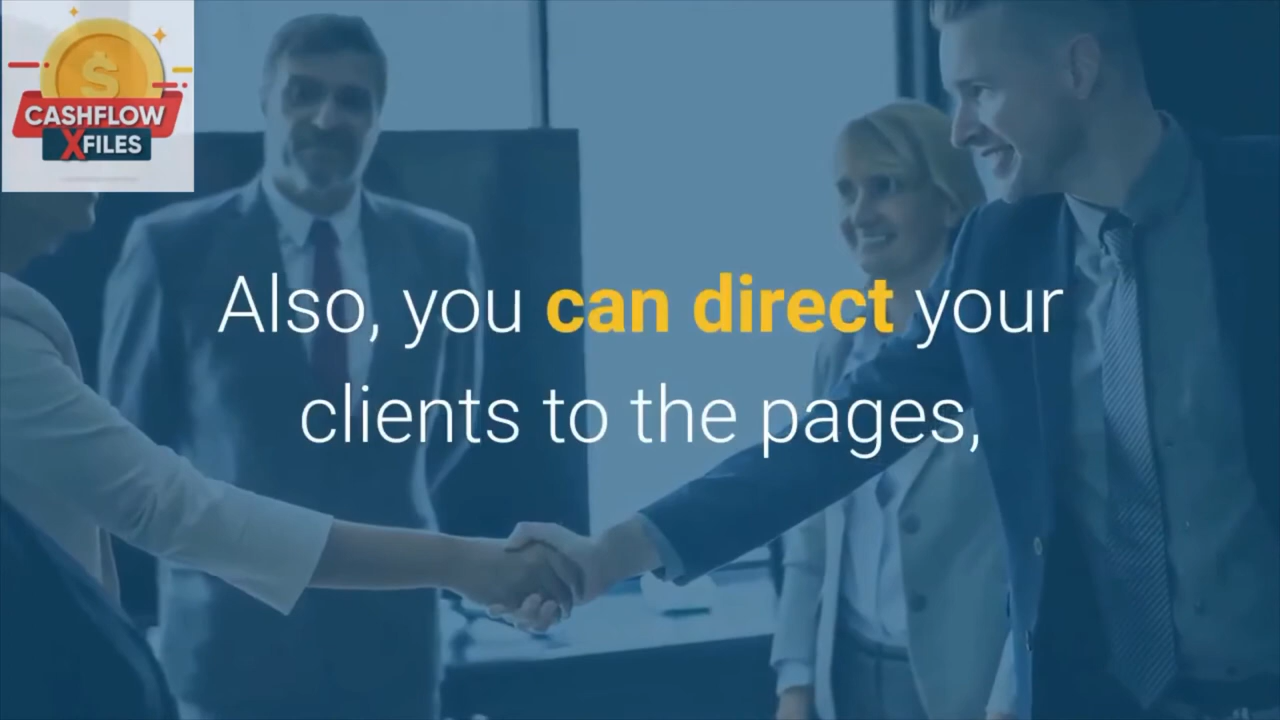 CASHFLOW
XFILES
Also, you can direct your
clients to the pages,